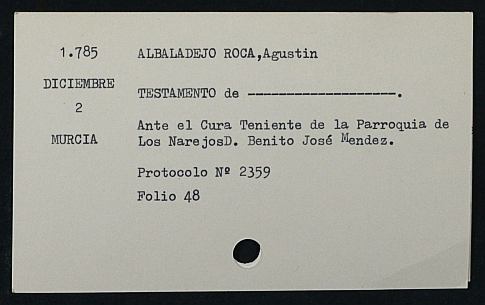 1.785 ALBALADEJO ROCA,Agustin
DICIEMBRE
TESTAMENTO de -------------------.
2
Ante el Cura Teniente de la Parroquia de
MURCIA Los NarejosD. Benito José Mendez.
Protocolo Nº 2359
Folio 48